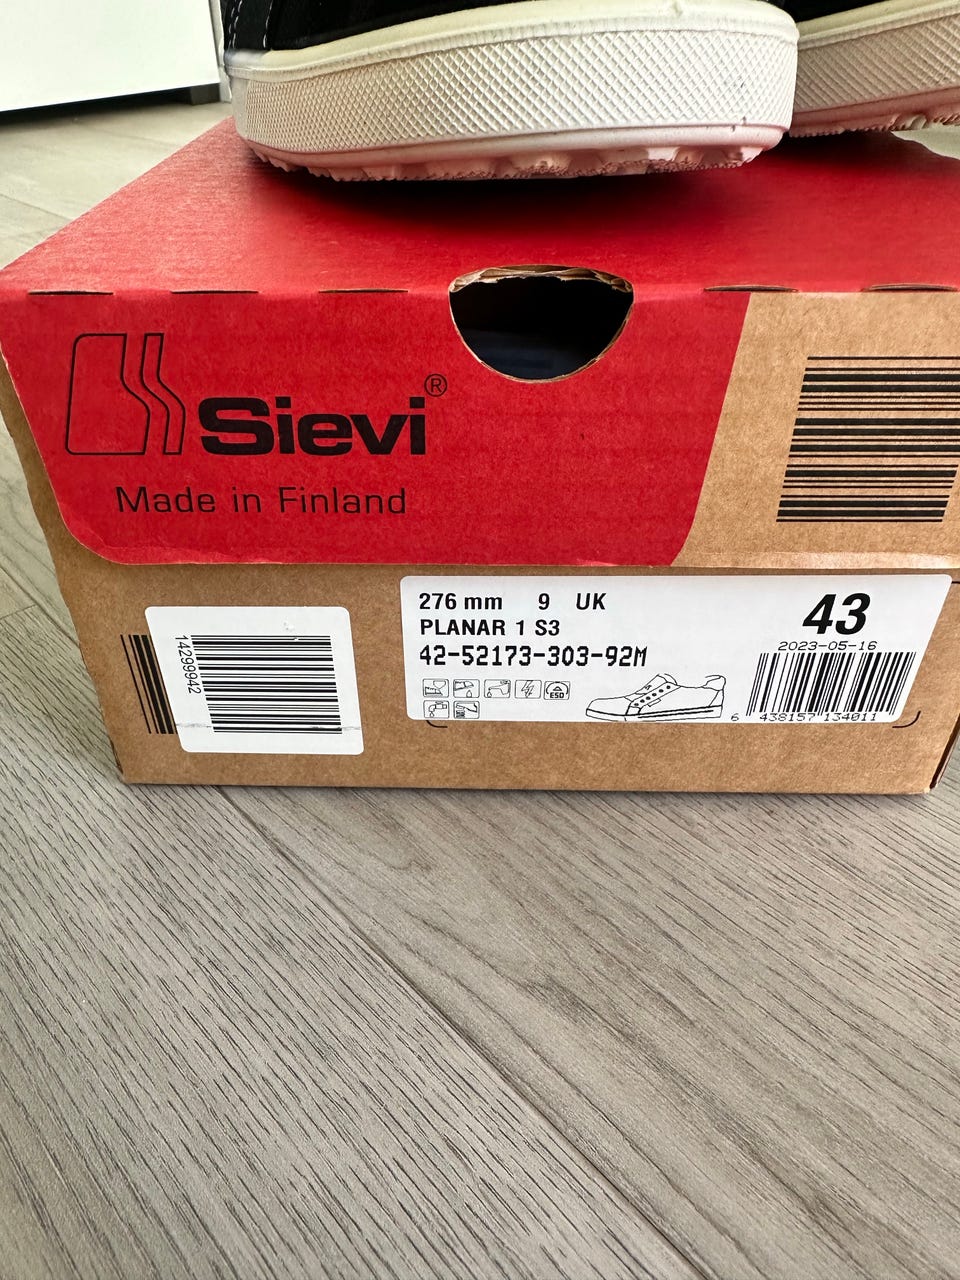 Sievi®
Made in Finland
14299942
276 mm 9 UK
PLANAR 1 S3
42-52173-303-92M
ESD
43
2023-05-16
6 438157 134011